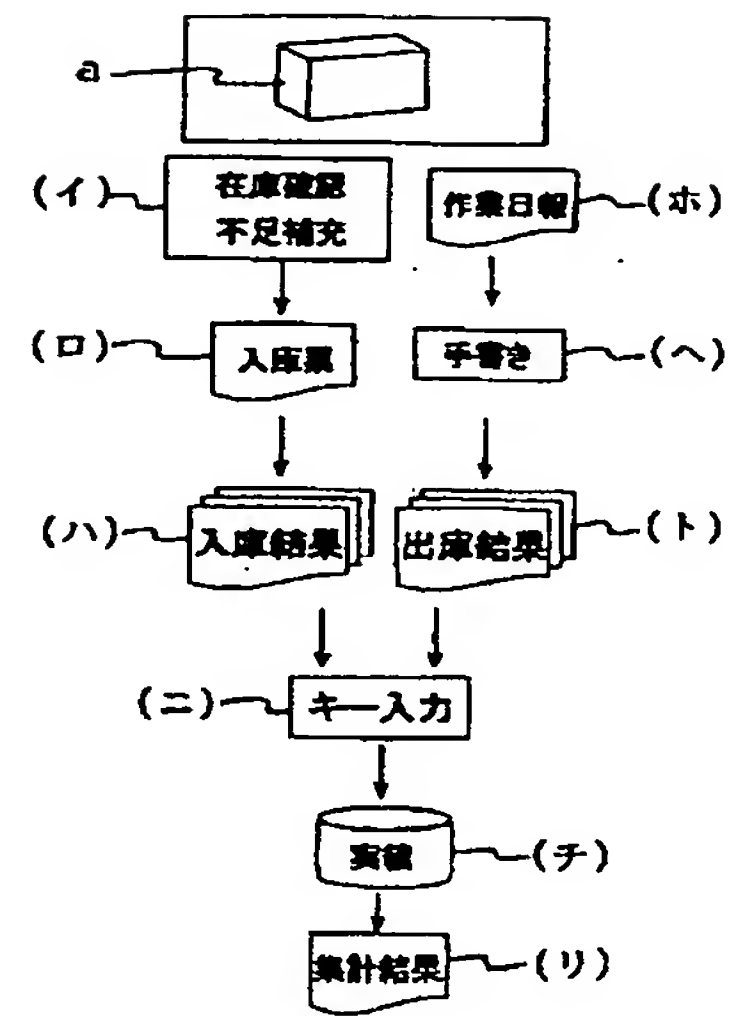 a
(イ)
在庫確認
不足補充
作業日報
(ホ)
(ロ)
入庫票
手書き
(ヘ)
(ハ)
入庫結果
出庫結果
(ト)
(ニ)
キー入力
実績
(チ)
集計結果
(リ)